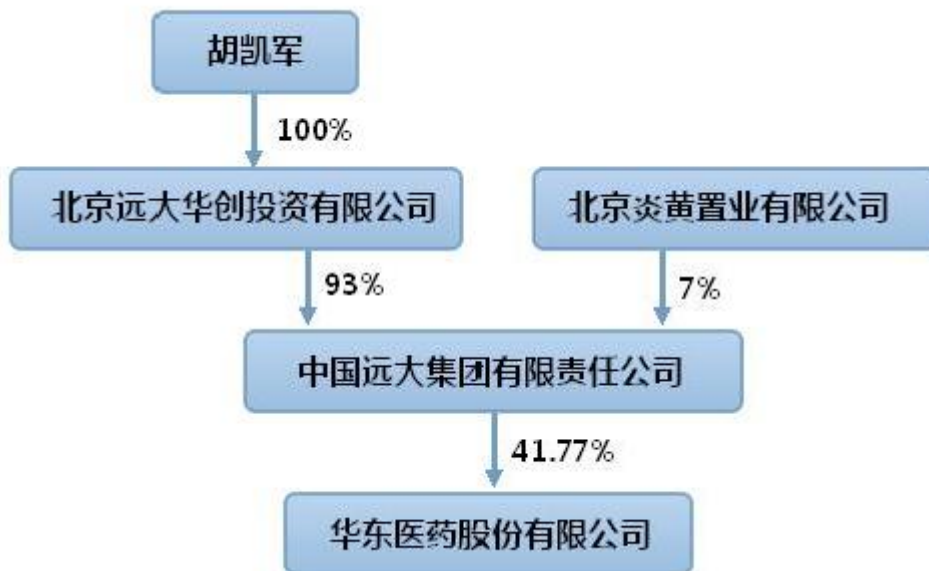 胡凯军
100%
北京远大华创投资有限公司
北京炎黄置业有限公司
93%
7%
中国远大集团有限责任公司
41.77%
华东医药股份有限公司